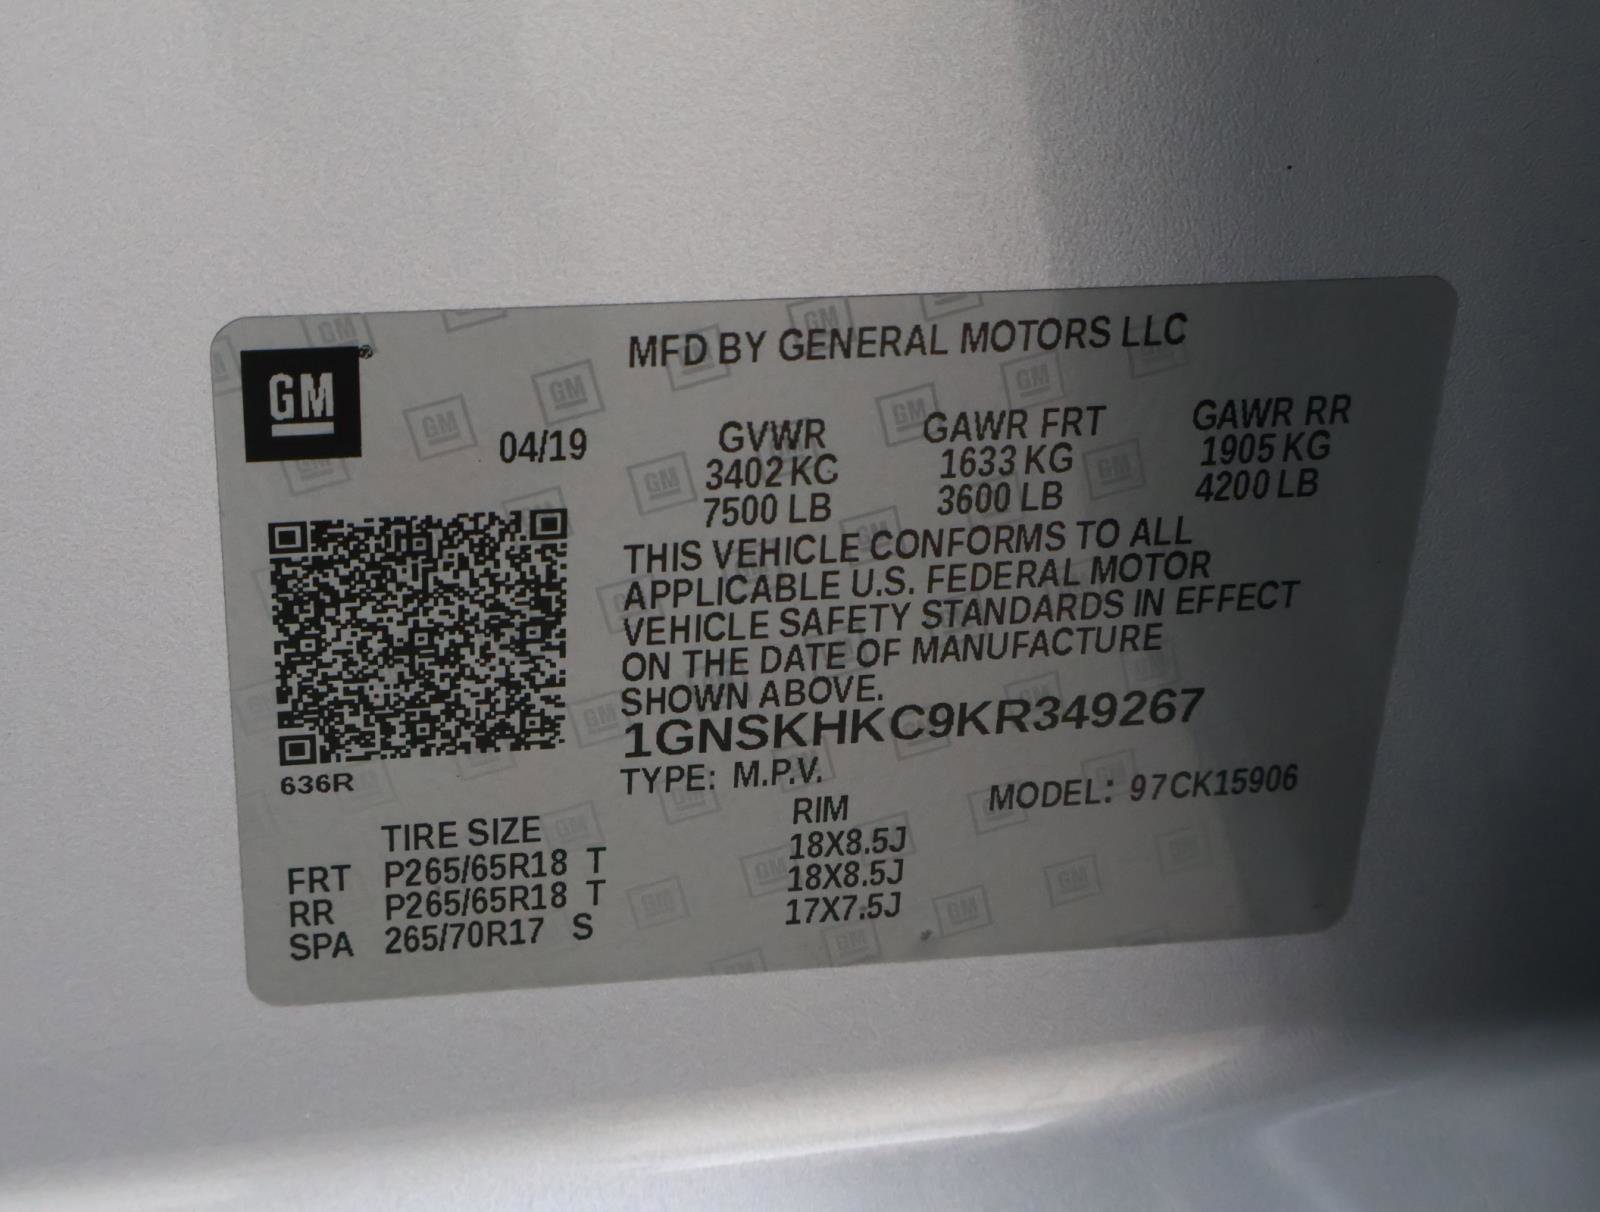 MFD BY GENERAL MOTORS LLC
GM®
04/19
GVWR GAWR FRT GAWR RR
3402 KG 1633 KG 1905 KG
7500 LB 3600 LB 4200 LB
THIS VEHICLE CONFORMS TO ALL
APPLICABLE U.S. FEDERAL MOTOR
VEHICLE SAFETY STANDARDS IN EFFECT
ON THE DATE OF MANUFACTURE
SHOWN ABOVE.
1GNSKHKC9KR349267
TYPE: M.P.V. MODEL: 97CK15906
636R
TIRE SIZE RIM
FRT P265/65R18 T 18X8.5J
RR P265/65R18 T 18X8.5J
SPA 265/70R17 S 17X7.5J